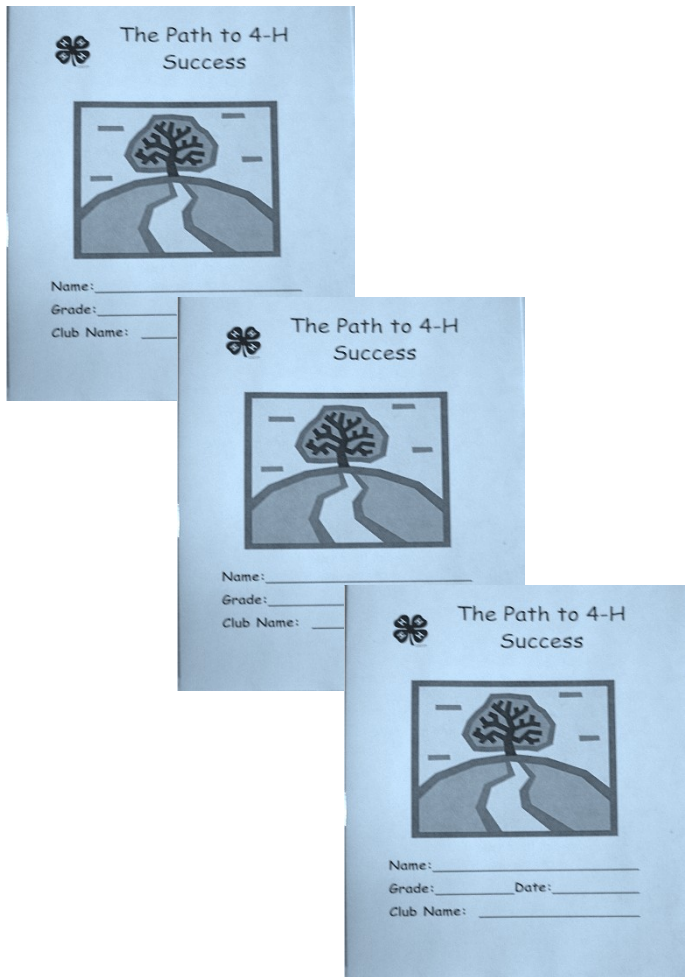 The Path to 4-H
Success
Name:
Grade:
Club Name:
The Path to 4-H
Success
Name:
Grade:
Club Name:
The Path to 4-H
Success
Name:
Grade: Date:
Club Name: